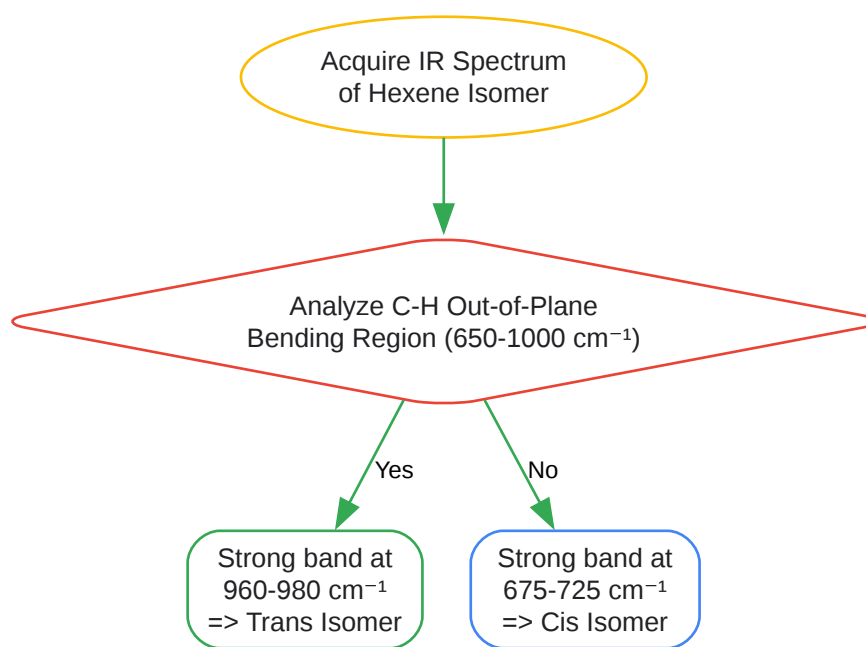 Acquire IR Spectrum
of Hexene Isomer
Analyze C-H Out-of-Plane
Bending Region (650-1000 cm⁻¹)
Yes
No
Strong band at
960-980 cm⁻¹
=> Trans Isomer
Strong band at
675-725 cm⁻¹
=> Cis Isomer